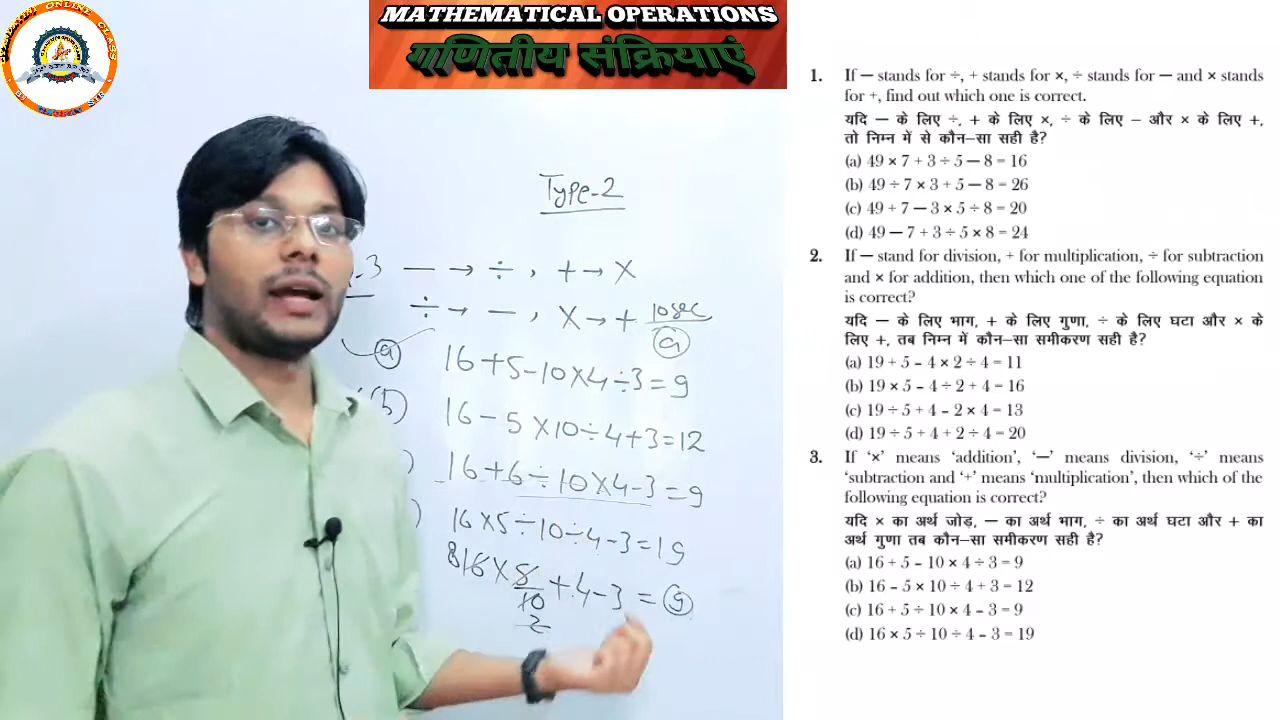 MATHEMATICAL OPERATIONS
गणितीय संक्रियाएं
Type-2
3 — → ÷, + → ×
÷ → —, × → +
10 sec
(a)
(a) 16 + 5 - 10 × 4 ÷ 3 = 9
(b) 16 - 5 × 10 ÷ 4 + 3 = 12
) 16 + 6 ÷ 10 × 4 - 3 = 9
) 16 × 5 ÷ 10 ÷ 4 - 3 = 19
+ 4 - 3 = 9
1. If — stands for ÷, + stands for ×, ÷ stands for — and × stands
for +, find out which one is correct.
यदि — के लिए ÷, + के लिए ×, ÷ के लिए − और × के लिए +,
तो निम्न में से कौन–सा सही है?
(a) 49 × 7 + 3 ÷ 5 — 8 = 16
(b) 49 ÷ 7 × 3 + 5 — 8 = 26
(c) 49 + 7 — 3 × 5 ÷ 8 = 20
(d) 49 — 7 + 3 ÷ 5 × 8 = 24
2. If — stand for division, + for multiplication, ÷ for subtraction
and × for addition, then which one of the following equation
is correct?
यदि — के लिए भाग, + के लिए गुणा, ÷ के लिए घटा और × के
लिए +, तब निम्न में कौन–सा समीकरण सही है?
(a) 19 + 5 - 4 × 2 ÷ 4 = 11
(b) 19 × 5 - 4 ÷ 2 + 4 = 16
(c) 19 ÷ 5 + 4 - 2 × 4 = 13
(d) 19 ÷ 5 + 4 + 2 ÷ 4 = 20
3. If ‘×’ means ‘addition’, ‘—’ means division, ‘÷’ means
‘subtraction and ‘+’ means ‘multiplication’, then which of the
following equation is correct?
यदि × का अर्थ जोड़, — का अर्थ भाग, ÷ का अर्थ घटा और + का
अर्थ गुणा तब कौन–सा समीकरण सही है?
(a) 16 + 5 - 10 × 4 ÷ 3 = 9
(b) 16 - 5 × 10 ÷ 4 + 3 = 12
(c) 16 + 5 ÷ 10 × 4 - 3 = 9
(d) 16 × 5 ÷ 10 ÷ 4 - 3 = 19